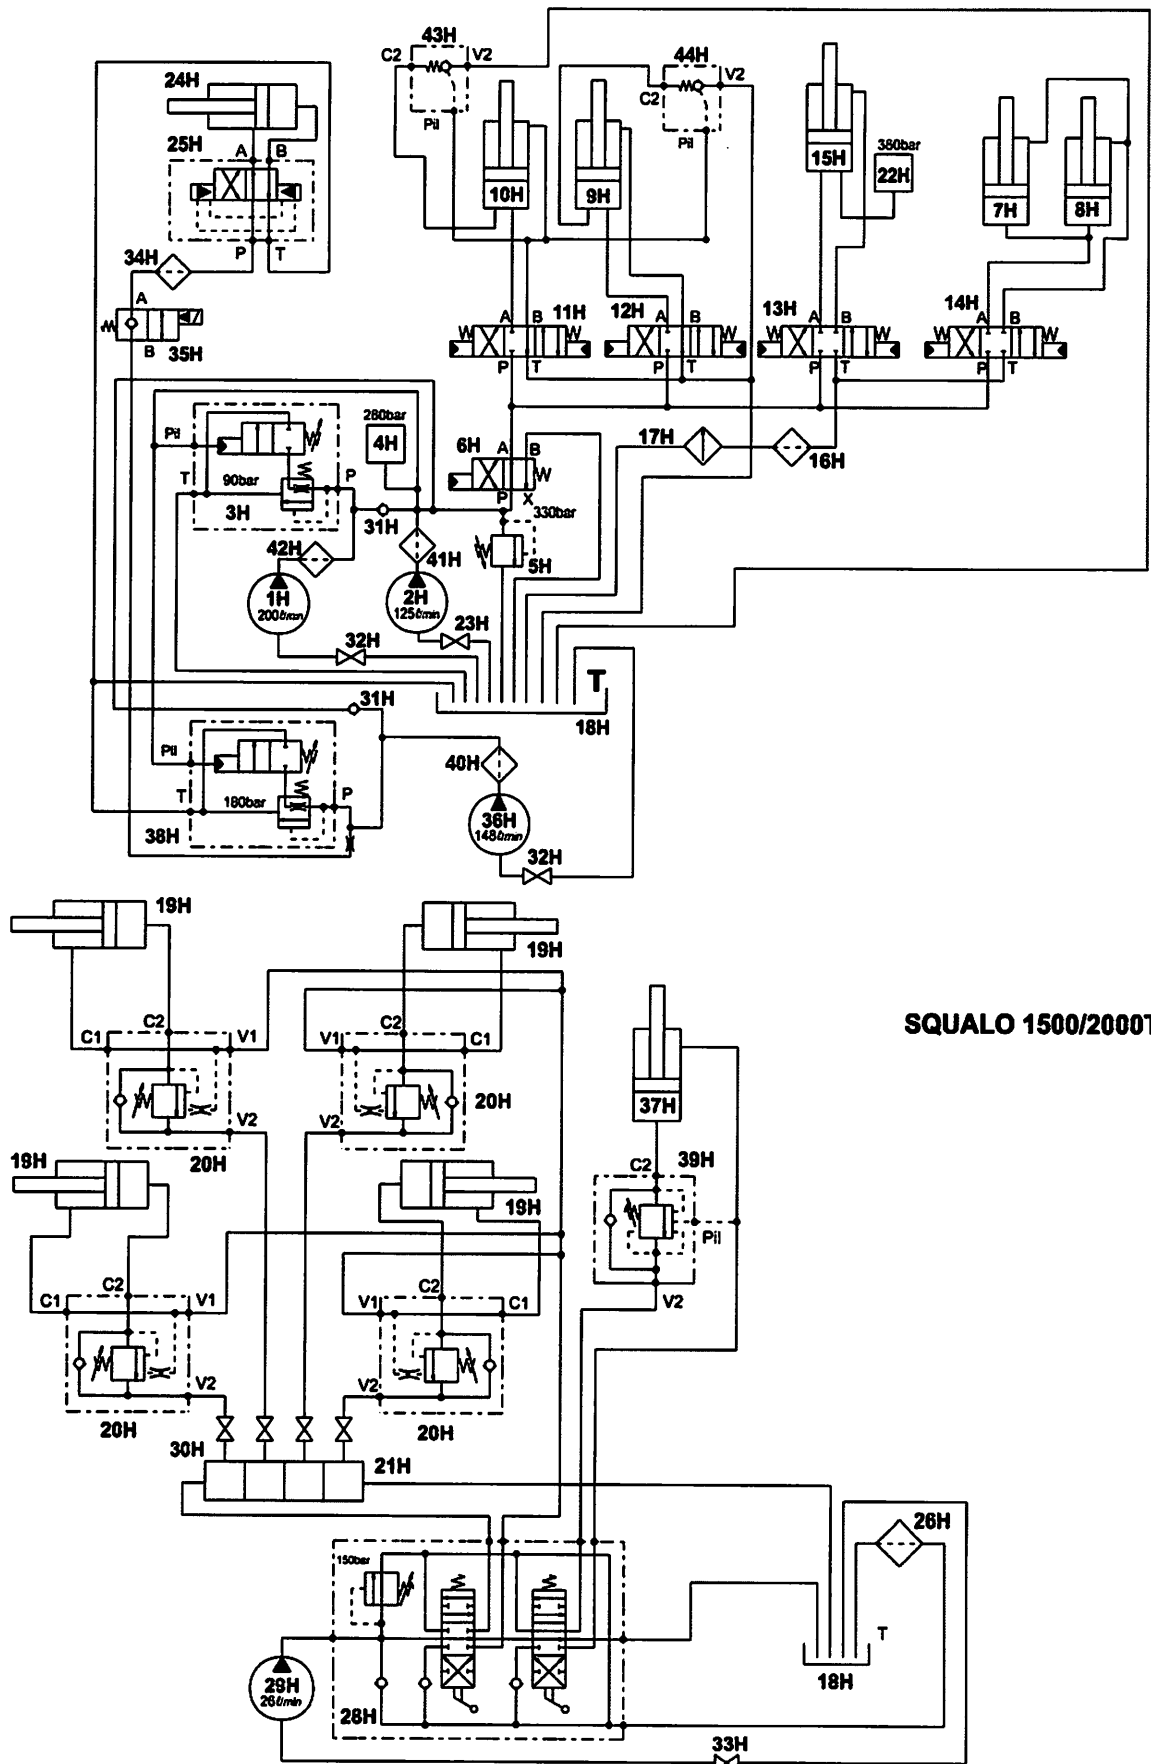 43H
C2
V2
44H
C2
V2
24H
Pil
Pil
380bar
15H
22H
25H
A
B
10H
9H
7H
8H
P
T
34H
A
B
35H
A
B
11H
12H
A
B
13H
A
B
14H
A
B
P
T
P
T
P
T
P
T
280bar
4H
6H
A
B
17H
16H
Pil
P
T
90bar
3H
P
X
330bar
31H
5H
42H
41H
1H
200ℓ/min
2H
125ℓ/min
23H
32H
T
31H
18H
Pil
40H
T
180bar
P
38H
36H
148ℓ/min
32H
19H
19H
SQUALO 1500/2000T
C1
C2
V1
V1
C2
C1
37H
20H
V2
V2
20H
19H
19H
C2
39H
Pil
V2
C1
C2
V1
V1
C2
C1
V2
V2
20H
20H
30H
21H
26H
150bar
T
18H
29H
26ℓ/min
28H
33H